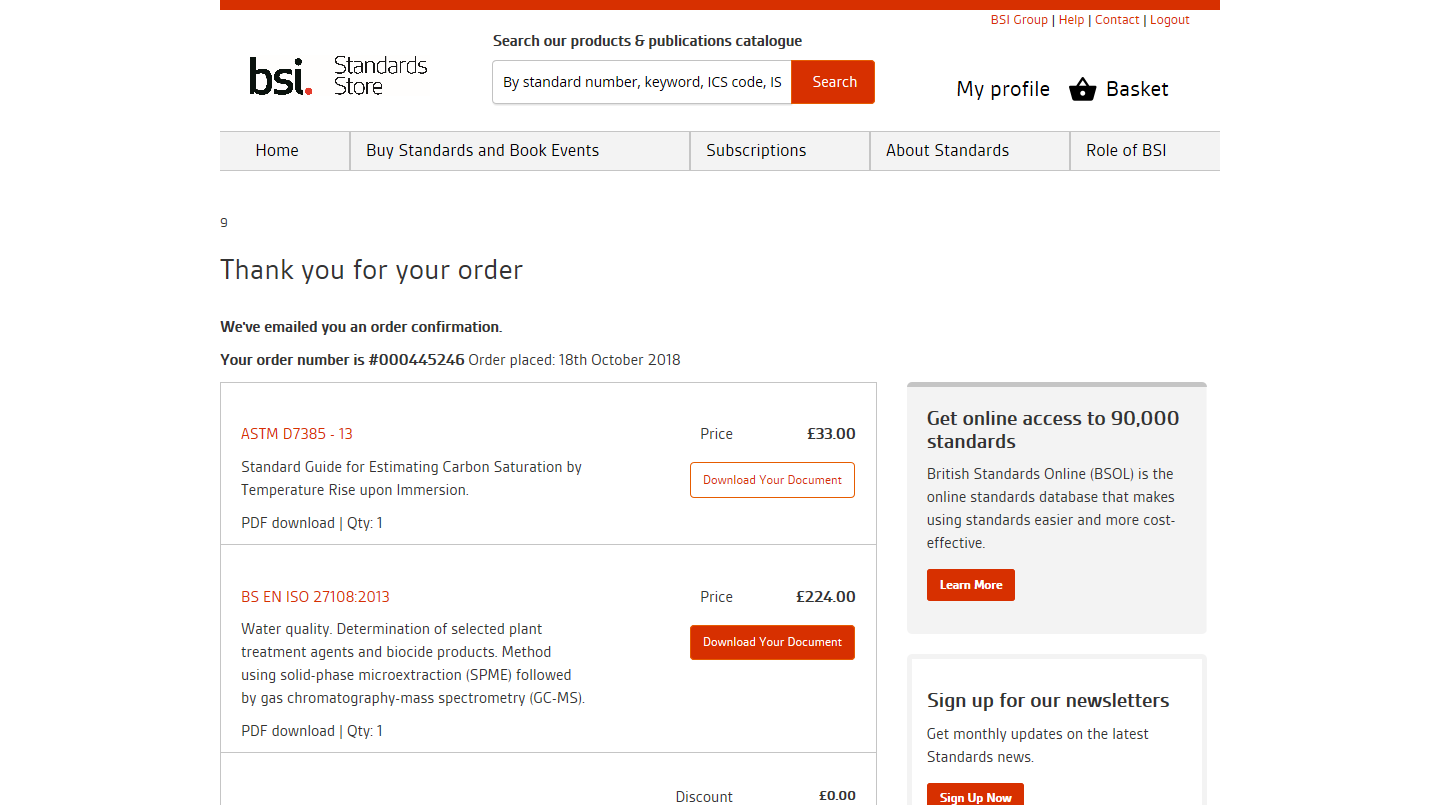 BSI Group | Help | Contact | Logout
Search our products & publications catalogue
bsi. Standards
Store
By standard number, keyword, ICS code, IS
Search
My profile
Basket
Home
Buy Standards and Book Events
Subscriptions
About Standards
Role of BSI
9
Thank you for your order
We've emailed you an order confirmation.
Your order number is #000445246 Order placed: 18th October 2018
ASTM D7385 - 13
Price £33.00
Standard Guide for Estimating Carbon Saturation by
Temperature Rise upon Immersion.
Download Your Document
PDF download | Qty: 1
BS EN ISO 27108:2013
Price £224.00
Water quality. Determination of selected plant
treatment agents and biocide products. Method
using solid-phase microextraction (SPME) followed
by gas chromatography-mass spectrometry (GC-MS).
Download Your Document
PDF download | Qty: 1
Discount £0.00
Get online access to 90,000
standards
British Standards Online (BSOL) is the
online standards database that makes
using standards easier and more cost-
effective.
Learn More
Sign up for our newsletters
Get monthly updates on the latest
Standards news.
Sign Up Now